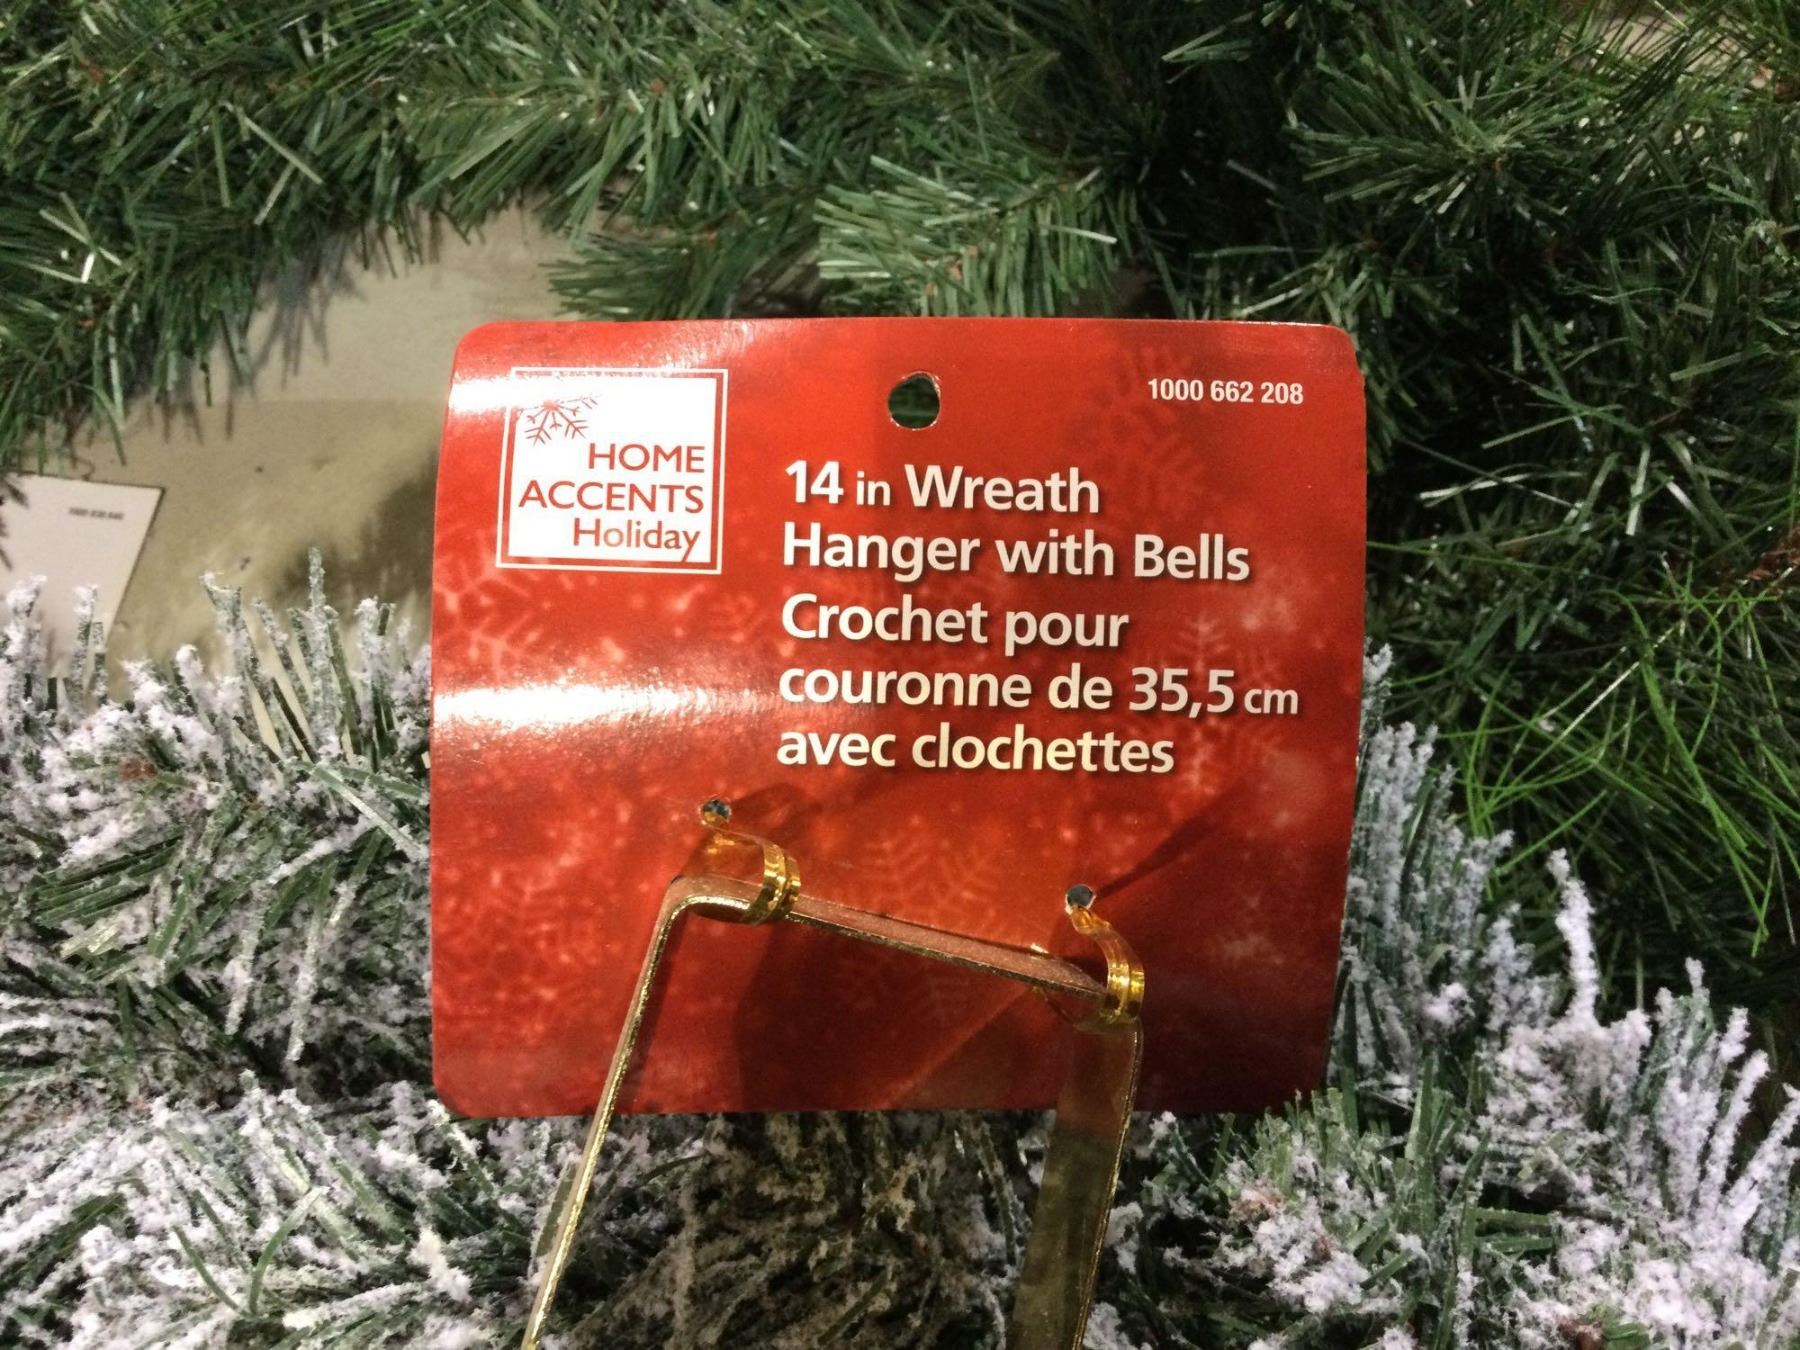 HOME
ACCENTS
Holiday
1000 662 208
14 in Wreath
Hanger with Bells
Crochet pour
couronne de 35,5 cm
avec clochettes